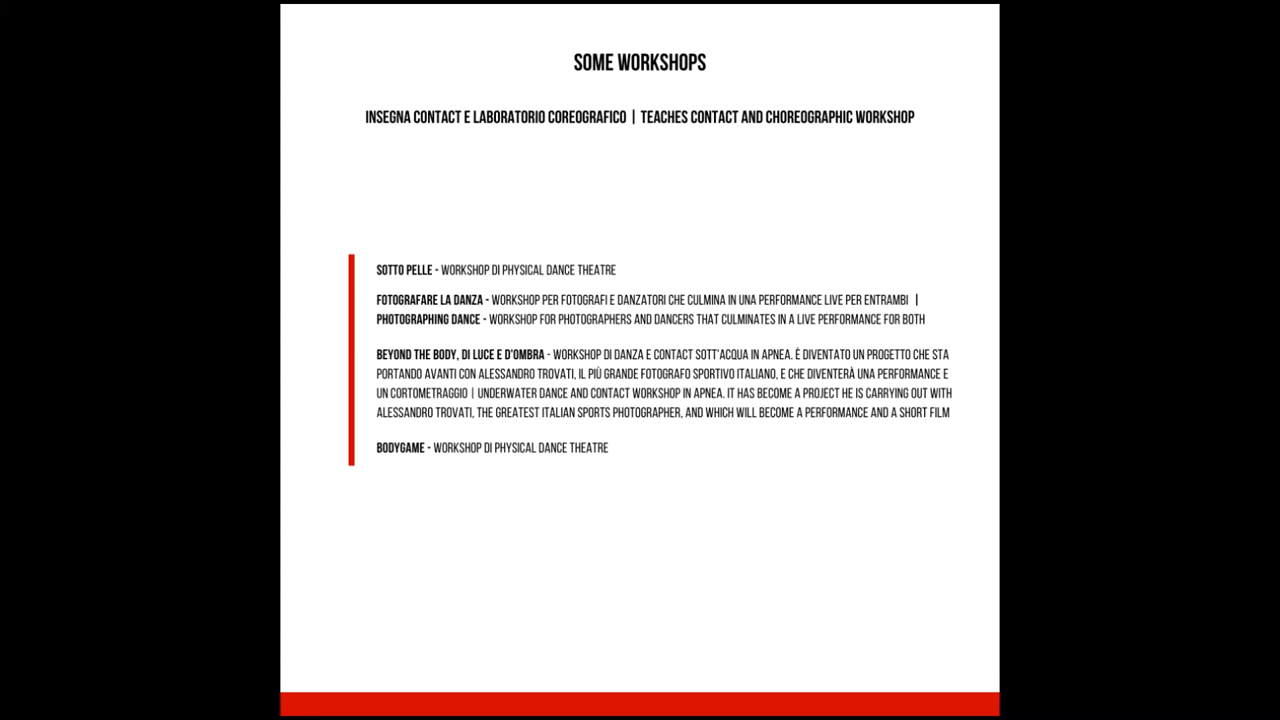 SOME WORKSHOPS
INSEGNA CONTACT E LABORATORIO COREOGRAFICO | TEACHES CONTACT AND CHOREOGRAPHIC WORKSHOP
SOTTO PELLE - WORKSHOP DI PHYSICAL DANCE THEATRE
FOTOGRAFARE LA DANZA - WORKSHOP PER FOTOGRAFI E DANZATORI CHE CULMINA IN UNA PERFORMANCE LIVE PER ENTRAMBI |
PHOTOGRAPHING DANCE - WORKSHOP FOR PHOTOGRAPHERS AND DANCERS THAT CULMINATES IN A LIVE PERFORMANCE FOR BOTH
BEYOND THE BODY, DI LUCE E D'OMBRA - WORKSHOP DI DANZA E CONTACT SOTT'ACQUA IN APNEA. È DIVENTATO UN PROGETTO CHE STA
PORTANDO AVANTI CON ALESSANDRO TROVATI, IL PIÙ GRANDE FOTOGRAFO SPORTIVO ITALIANO, E CHE DIVENTERÀ UNA PERFORMANCE E
UN CORTOMETRAGGIO | UNDERWATER DANCE AND CONTACT WORKSHOP IN APNEA. IT HAS BECOME A PROJECT HE IS CARRYING OUT WITH
ALESSANDRO TROVATI, THE GREATEST ITALIAN SPORTS PHOTOGRAPHER, AND WHICH WILL BECOME A PERFORMANCE AND A SHORT FILM
BODYGAME - WORKSHOP DI PHYSICAL DANCE THEATRE